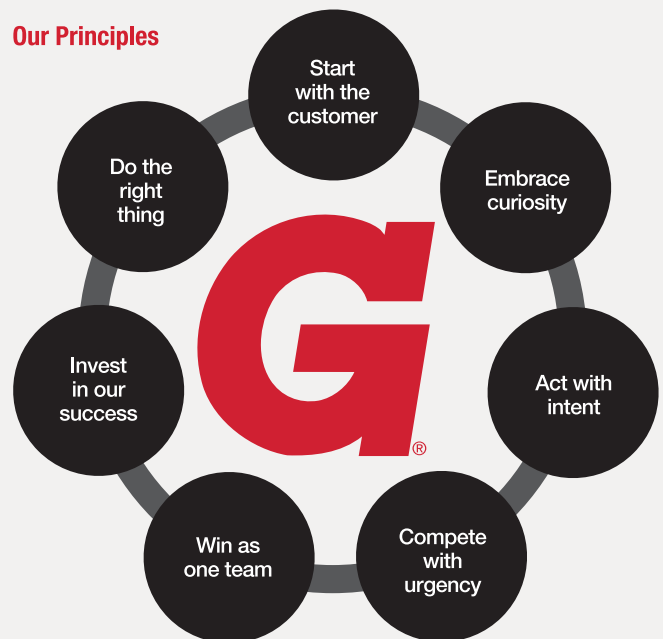 Our Principles
Start
with the
customer
Embrace
curiosity
Act with
intent
Compete
with
urgency
Win as
one team
Invest
in our
success
Do the
right
thing
G
®